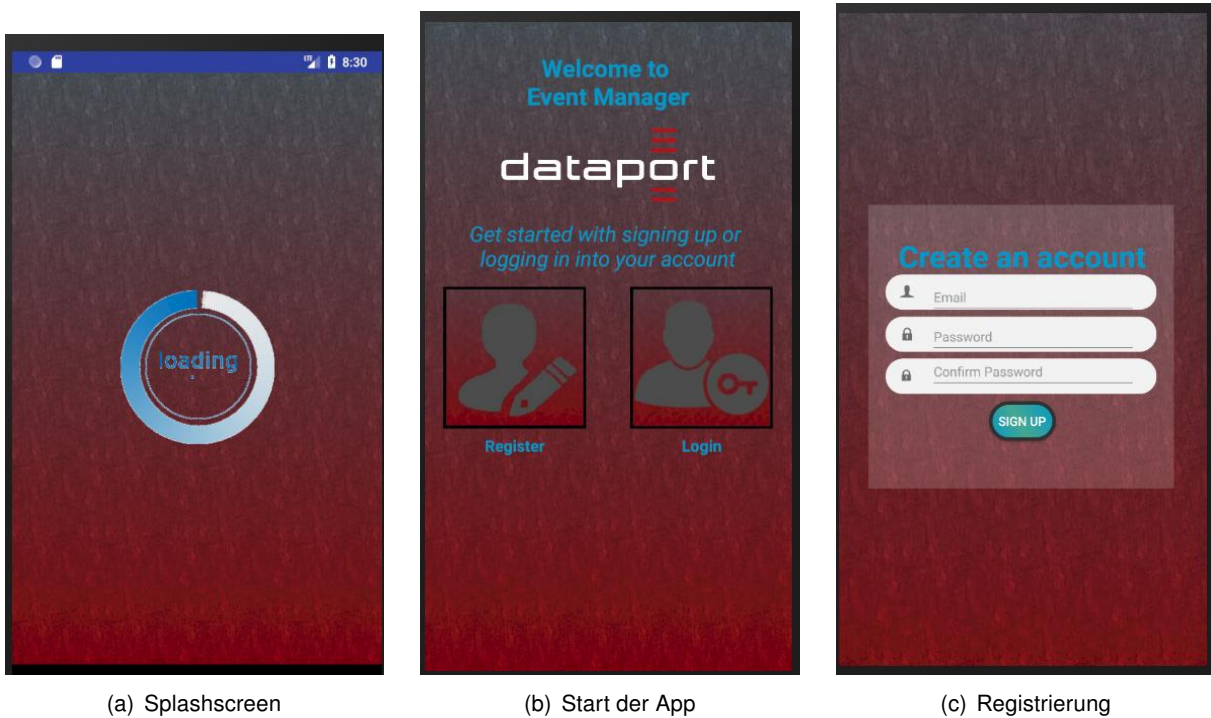 8:30
loading
(a) Splashscreen
Welcome to
Event Manager
dataport
Get started with signing up or
logging in into your account
Register
Login
(b) Start der App
Create an account
Email
Password
Confirm Password
SIGN UP
(c) Registrierung